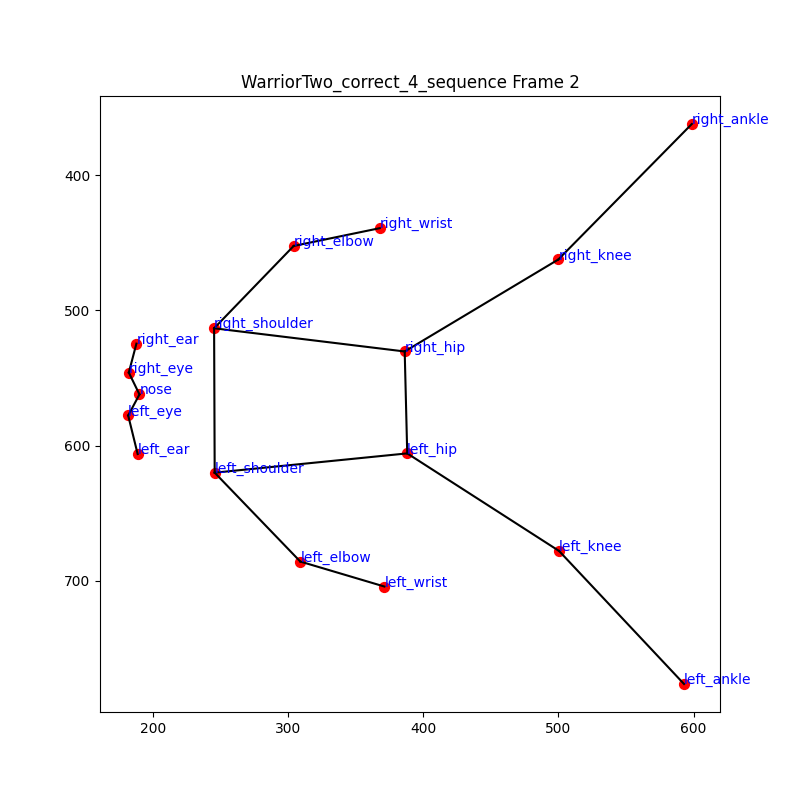 WarriorTwo_correct_4_sequence Frame 2
right_ankle
400
right_wrist
right_elbow
right_knee
500
right_shoulder
right_ear
right_hip
right_eye
nose
left_eye
600
left_ear
left_hip
left_shoulder
left_knee
left_elbow
700
left_wrist
left_ankle
200
300
400
500
600